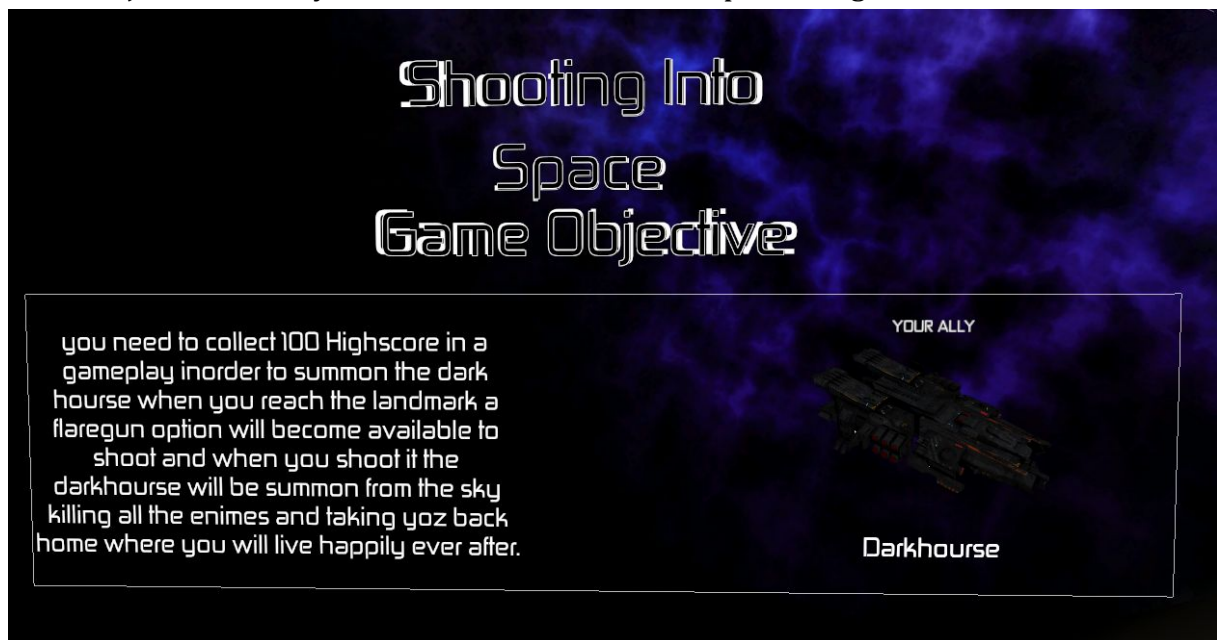 Shooting Into
Space
Game Objective
you need to collect 100 Highscore in a
gameplay inorder to summon the dark
hourse when you reach the landmark a
flaregun option will become available to
shoot and when you shoot it the
darkhourse will be summon from the sky
killing all the enimes and taking yoz back
home where you will live happily ever after.
YOUR ALLY
Darkhourse